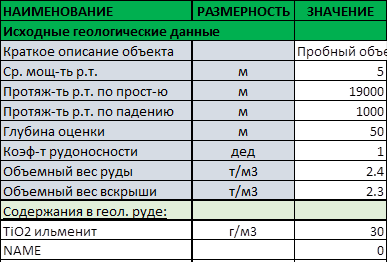 НАИМЕНОВАНИЕ РАЗМЕРНОСТЬ ЗНАЧЕНИЕ
Исходные геологические данные
Краткое описание объекта Пробный объе
Ср. мощ-ть р.т. м 5
Протяж-ть р.т. по прост-ю м 19000
Протяж-ть р.т. по падению м 1000
Глубина оценки м 50
Коэф-т рудоносности дед 1
Объемный вес руды т/м3 2.4
Объемный вес вскрыши т/м3 2.3
Содержания в геол. руде:
TiO2 ильменит г/м3 30
NAME 0